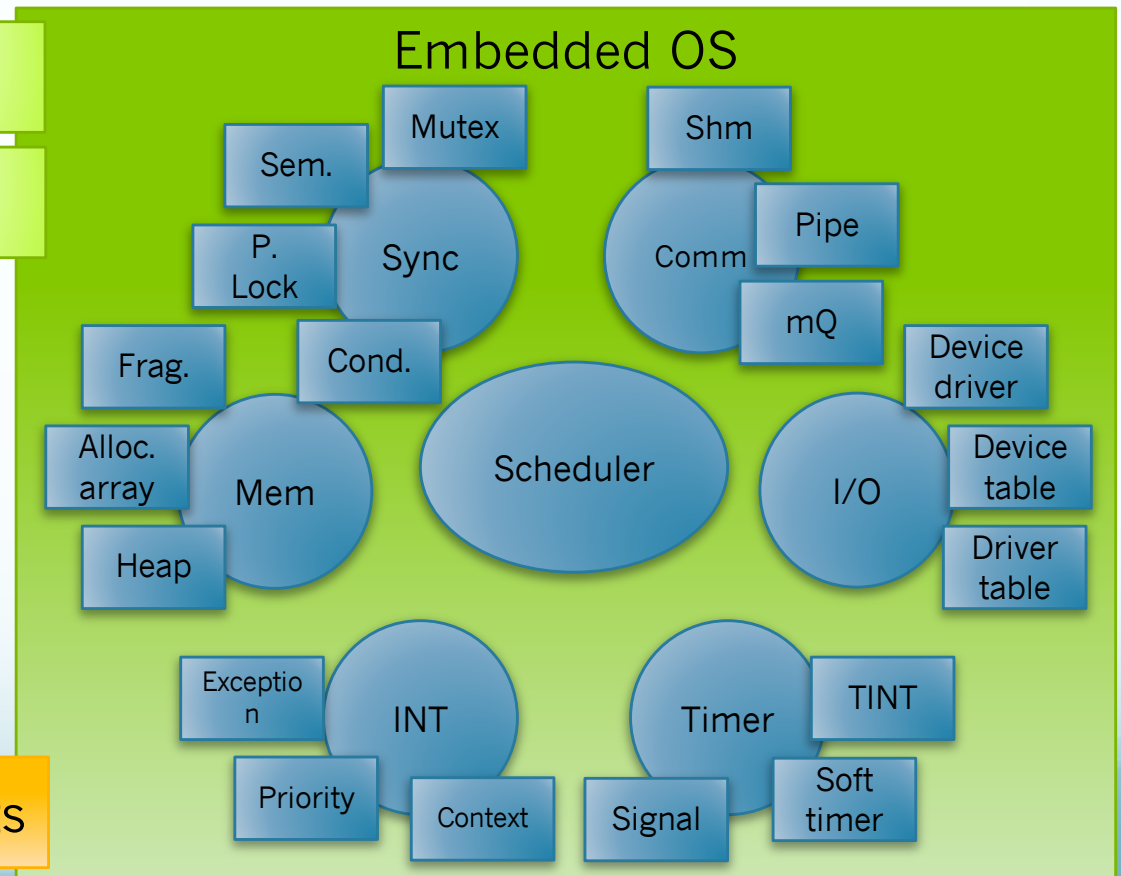 Embedded OS
Mutex
Sem.
P.
Lock
Sync
Cond.
Shm
Pipe
Comm
mQ
Frag.
Alloc.
array
Mem
Heap
Scheduler
Device
driver
Device
table
I/O
Driver
table
Exceptio
n
INT
Priority
Context
Timer
TINT
Soft
timer
Signal